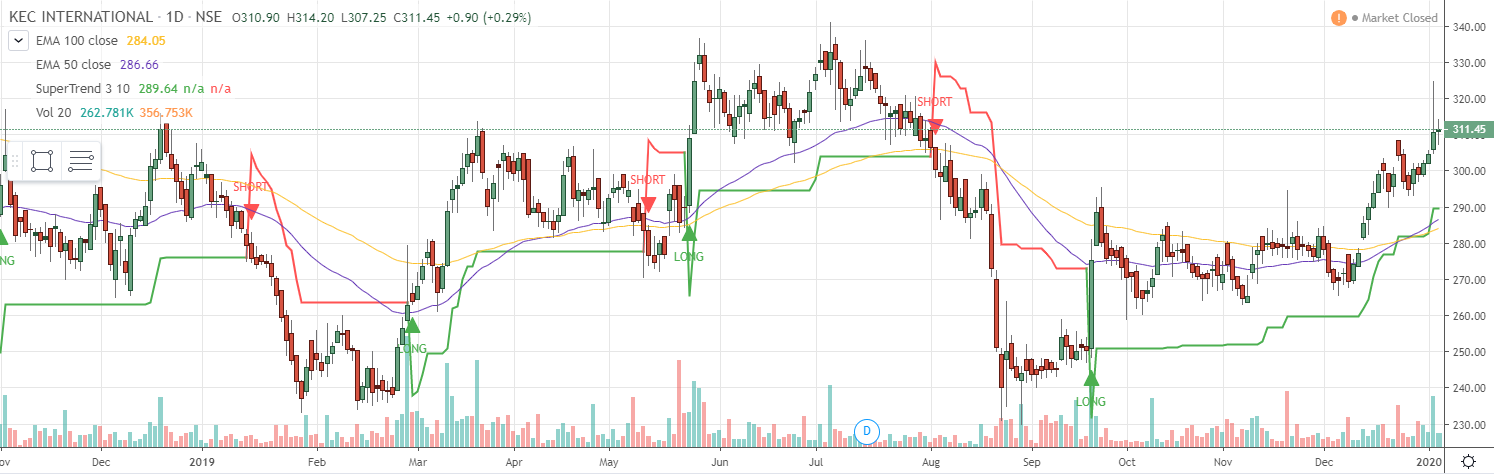 KEC INTERNATIONAL · 1D · NSE O310.90 H314.20 L307.25 C311.45 +0.90 (+0.29%)
Market Closed
EMA 100 close 284.05
EMA 50 close 286.66
SuperTrend 3 10 289.64 n/a n/a
Vol 20 262.781K 356.753K
340.00
330.00
320.00
311.45
300.00
290.00
280.00
270.00
260.00
250.00
240.00
230.00
SHORT
SHORT
SHORT
NG
LONG
LONG
LONG
D
ov Dec 2019 Feb Mar Apr May Jun Jul Aug Sep Oct Nov Dec 2020